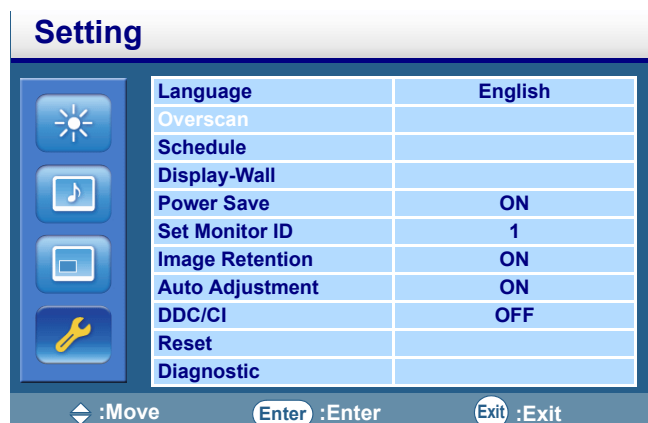 Setting
Language English
Overscan
Schedule
Display-Wall
Power Save ON
Set Monitor ID 1
Image Retention ON
Auto Adjustment ON
DDC/CI OFF
Reset
Diagnostic
:Move Enter :Enter Exit :Exit